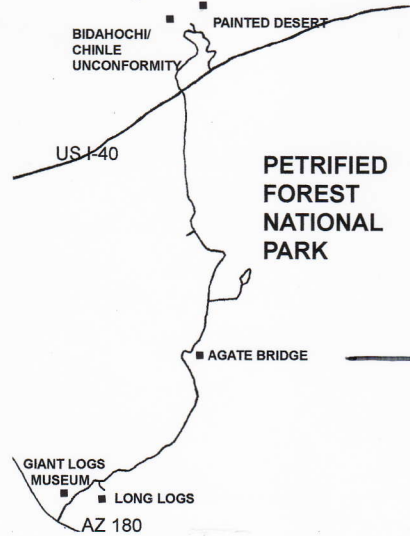 PAINTED DESERT
BIDAHOCHI/
CHINLE
UNCONFORMITY
US I-40
PETRIFIED
FOREST
NATIONAL
PARK
AGATE BRIDGE
GIANT LOGS
MUSEUM
LONG LOGS
AZ 180